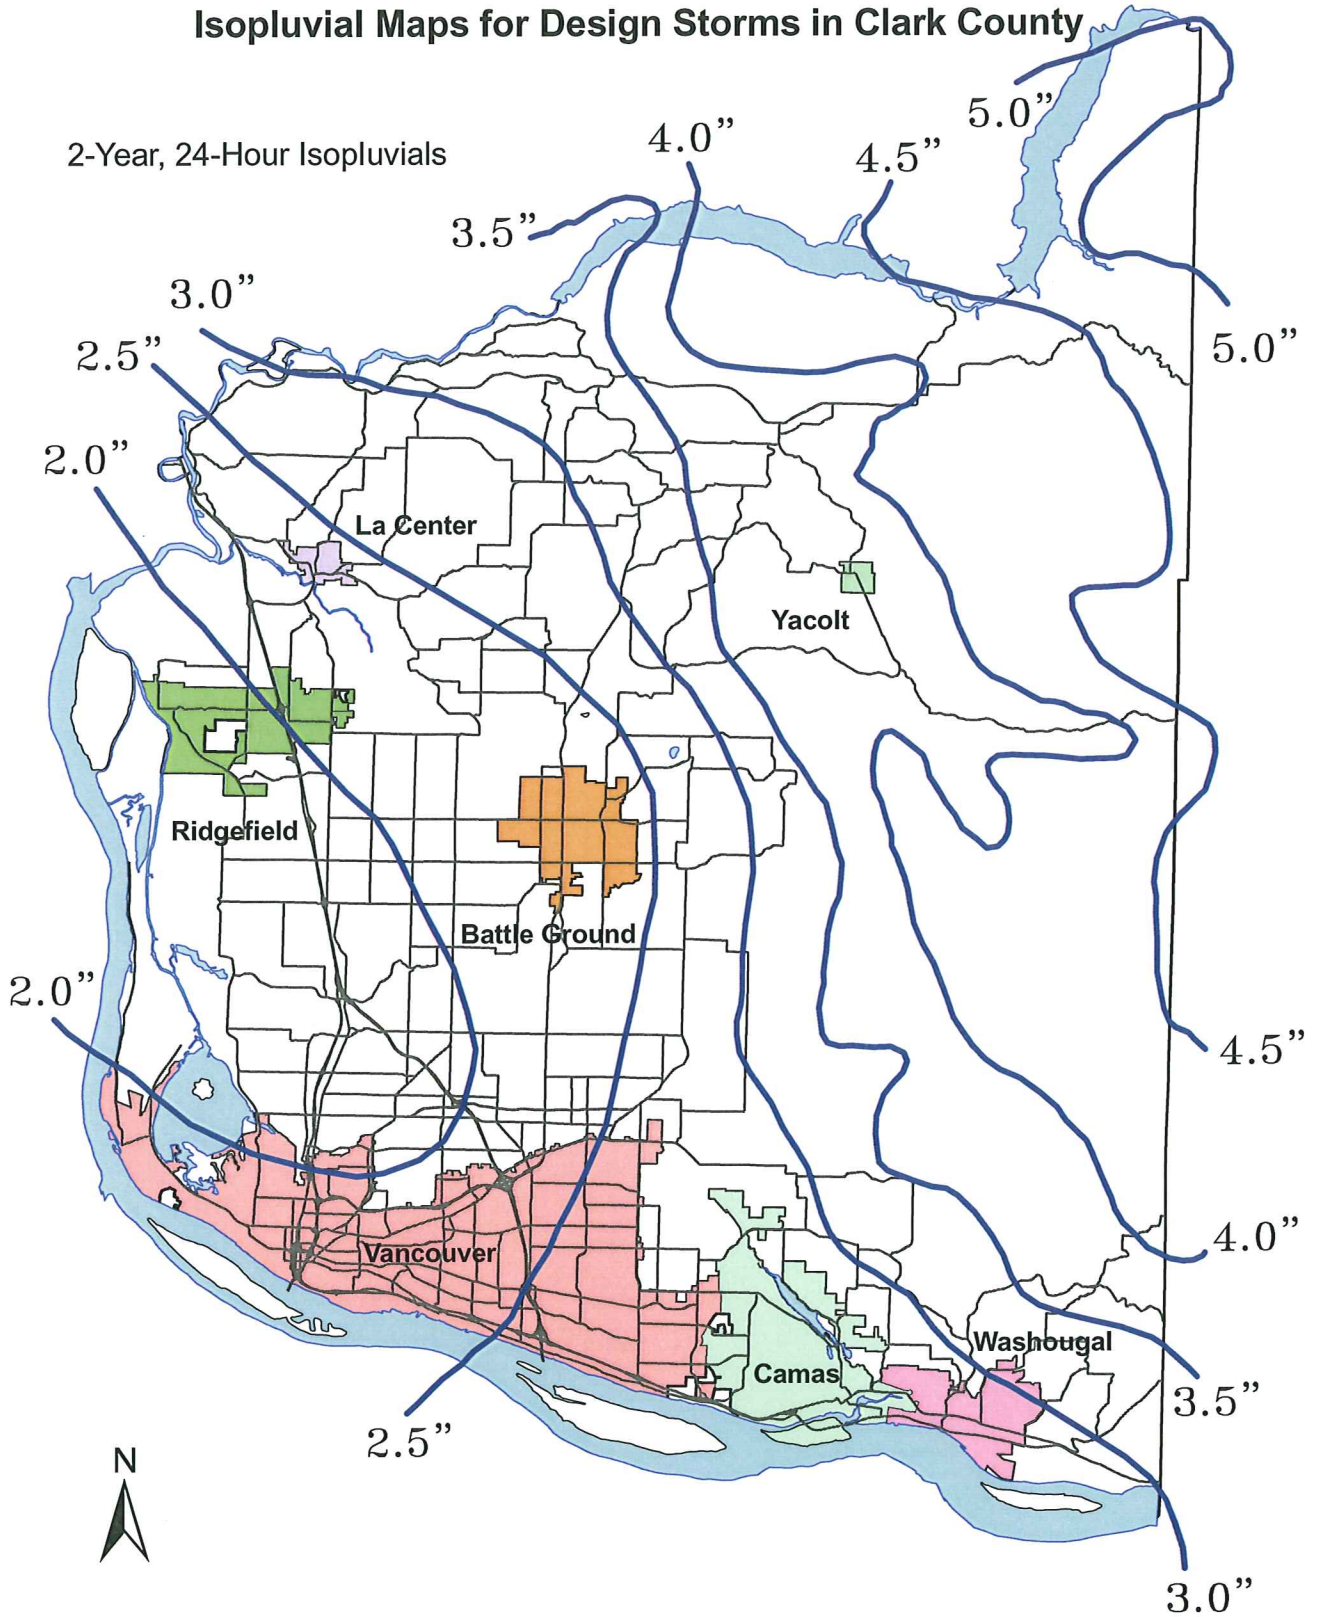 Isopluvial Maps for Design Storms in Clark County
2-Year, 24-Hour Isopluvials
5.0”
4.0”
4.5”
3.5”
3.0”
2.5”
5.0”
2.0”
La Center
Yacolt
Ridgefield
Battle Ground
2.0”
4.5”
4.0”
Vancouver
Washougal
Camas
3.5”
2.5”
N
3.0”